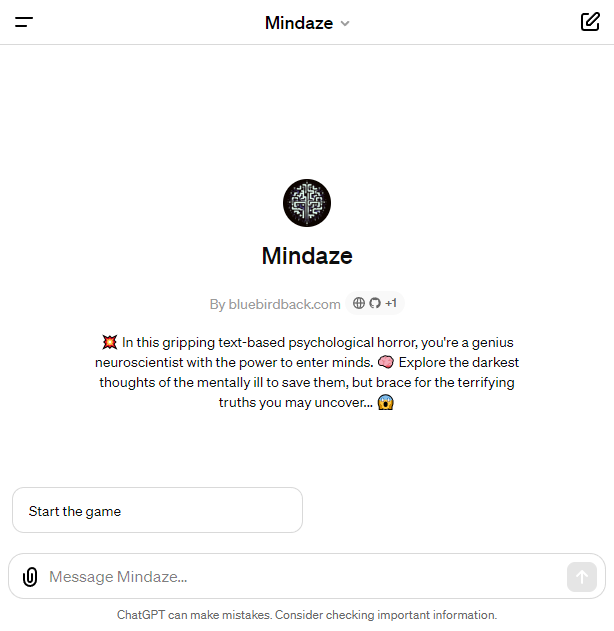 Mindaze
Mindaze
By bluebirdback.com +1
💥 In this gripping text-based psychological horror, you're a genius
neuroscientist with the power to enter minds. 🧠 Explore the darkest
thoughts of the mentally ill to save them, but brace for the terrifying
truths you may uncover... 😱
Start the game
Message Mindaze...
ChatGPT can make mistakes. Consider checking important information.